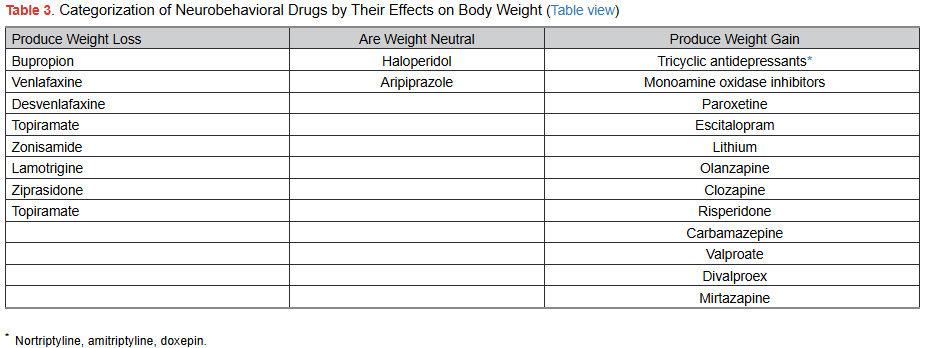 Table 3. Categorization of Neurobehavioral Drugs by Their Effects on Body Weight (Table view)
Produce Weight Loss Are Weight Neutral Produce Weight Gain
Bupropion Haloperidol Tricyclic antidepressants*
Venlafaxine Aripiprazole Monoamine oxidase inhibitors
Desvenlafaxine Paroxetine
Topiramate Escitalopram
Zonisamide Lithium
Lamotrigine Olanzapine
Ziprasidone Clozapine
Topiramate Risperidone
Carbamazepine
Valproate
Divalproex
Mirtazapine
* Nortriptyline, amitriptyline, doxepin.